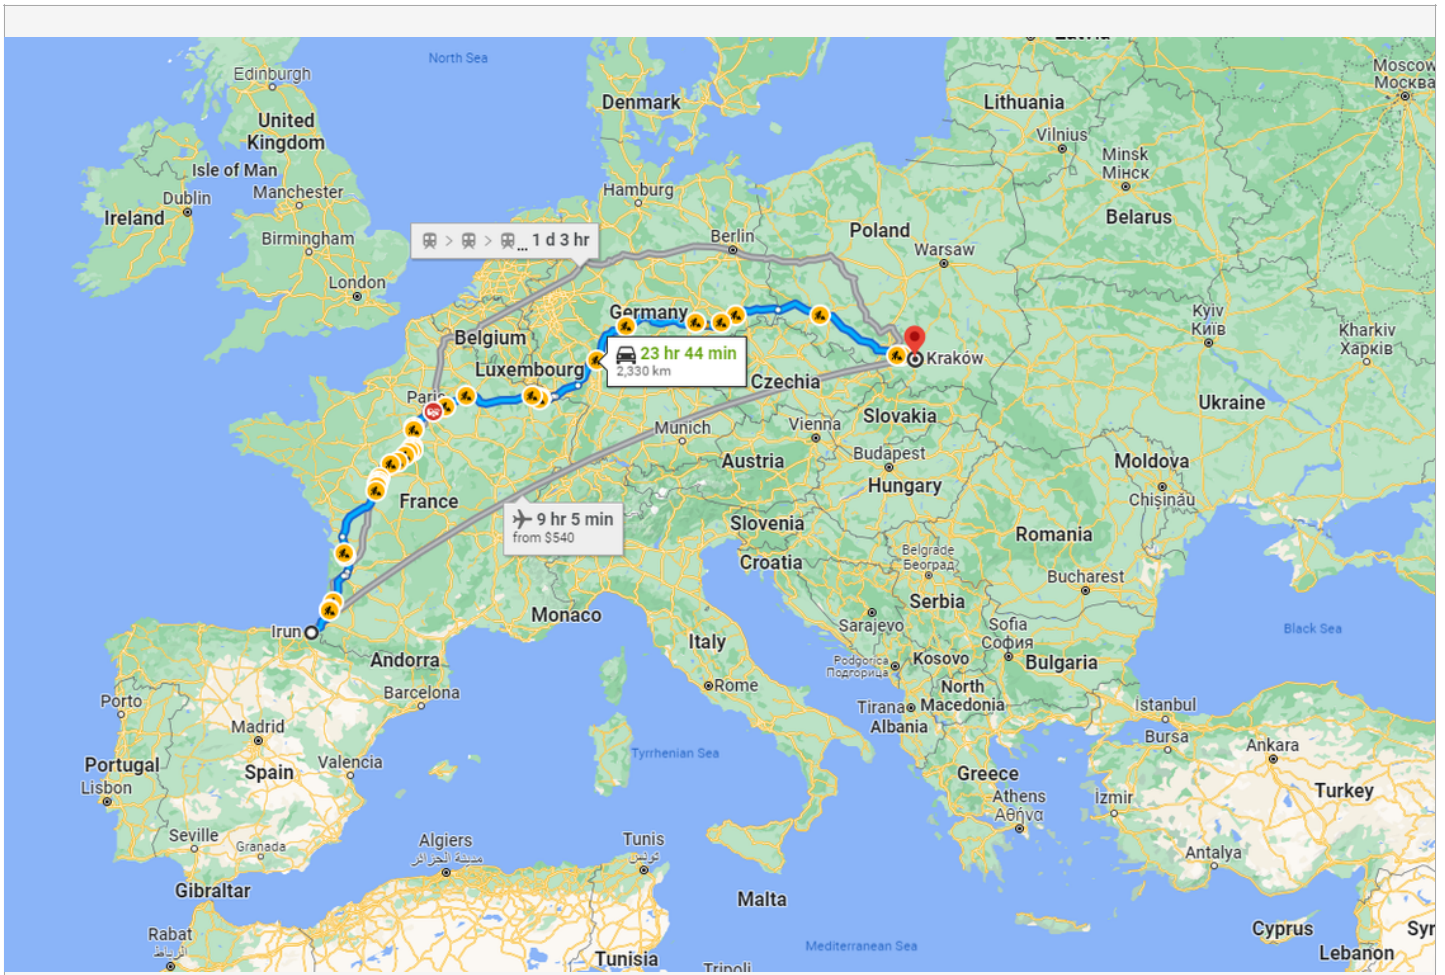 North Sea
Edinburgh
Denmark
Moscow
Москва
Lithuania
United
Kingdom
Vilnius
Minsk
Мінск
Isle of Man
Manchester
Hamburg
Dublin
Ireland
Belarus
Birmingham
1 d 3 hr
Berlin
Poland
Warsaw
London
Germany
Kyiv
Київ
Kharkiv
Харків
Belgium
23 hr 44 min
2,330 km
Kraków
Luxembourg
Czechia
Paris
Ukraine
Slovakia
Munich
Vienna
Budapest
Austria
Moldova
Hungary
Chișinău
France
9 hr 5 min
from $540
Slovenia
Romania
Croatia
Belgrade
Београд
Bucharest
Serbia
Monaco
Irun
Sarajevo
Sofia
София
Black Sea
Italy
Andorra
Podgorica
Подгорица
Kosovo
Bulgaria
Barcelona
Rome
North
Macedonia
Porto
Tirana
İstanbul
Albania
Madrid
Bursa
Ankara
Tyrrhenian Sea
Portugal
Spain
Valencia
Greece
Lisbon
Athens
Αθήνα
İzmir
Turkey
Seville
Granada
Algiers
مدينة الجزائر
Tunis
تونس
Antalya
Gibraltar
Malta
Cyprus
Rabat
الرباط
Mediterranean Sea
Lebanon
Tunisia